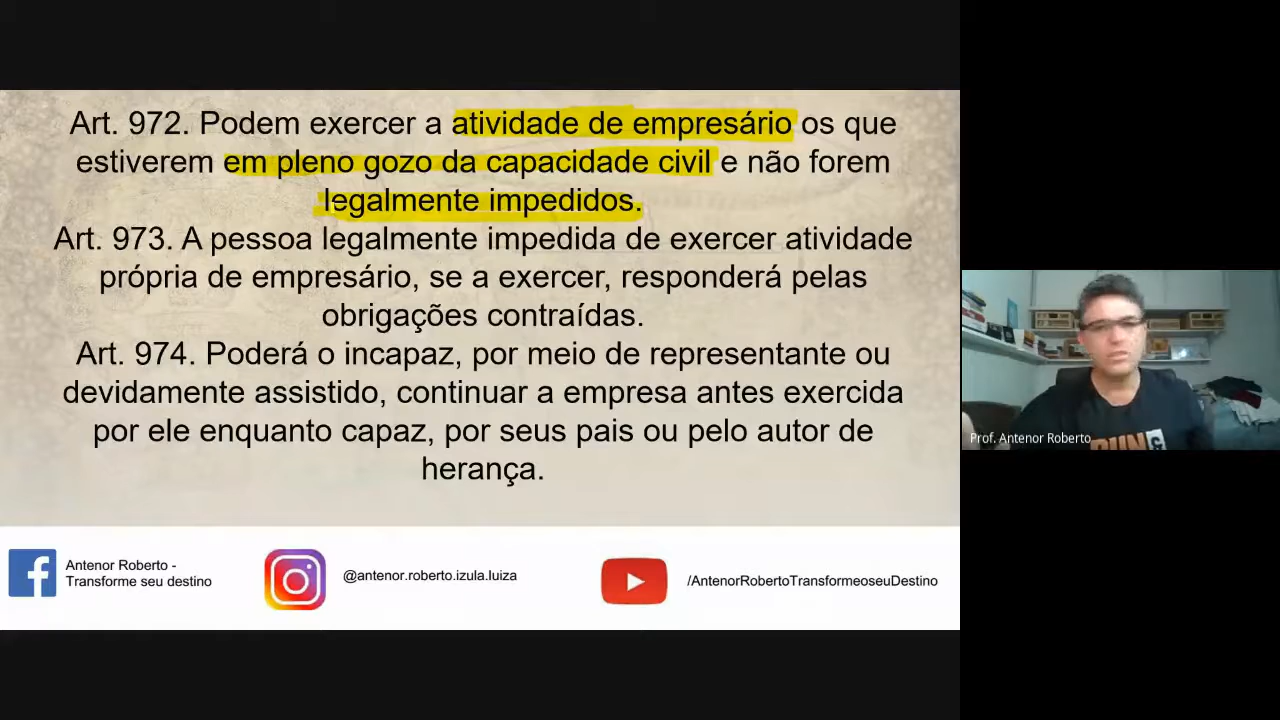 Art. 972. Podem exercer a atividade de empresário os que
estiverem em pleno gozo da capacidade civil e não forem
legalmente impedidos.
Art. 973. A pessoa legalmente impedida de exercer atividade
própria de empresário, se a exercer, responderá pelas
obrigações contraídas.
Art. 974. Poderá o incapaz, por meio de representante ou
devidamente assistido, continuar a empresa antes exercida
por ele enquanto capaz, por seus pais ou pelo autor de
herança.
Antenor Roberto -
Transforme seu destino
@antenor.roberto.izula.luiza
/AntenorRobertoTransformeoseuDestino
Prof. Antenor Roberto